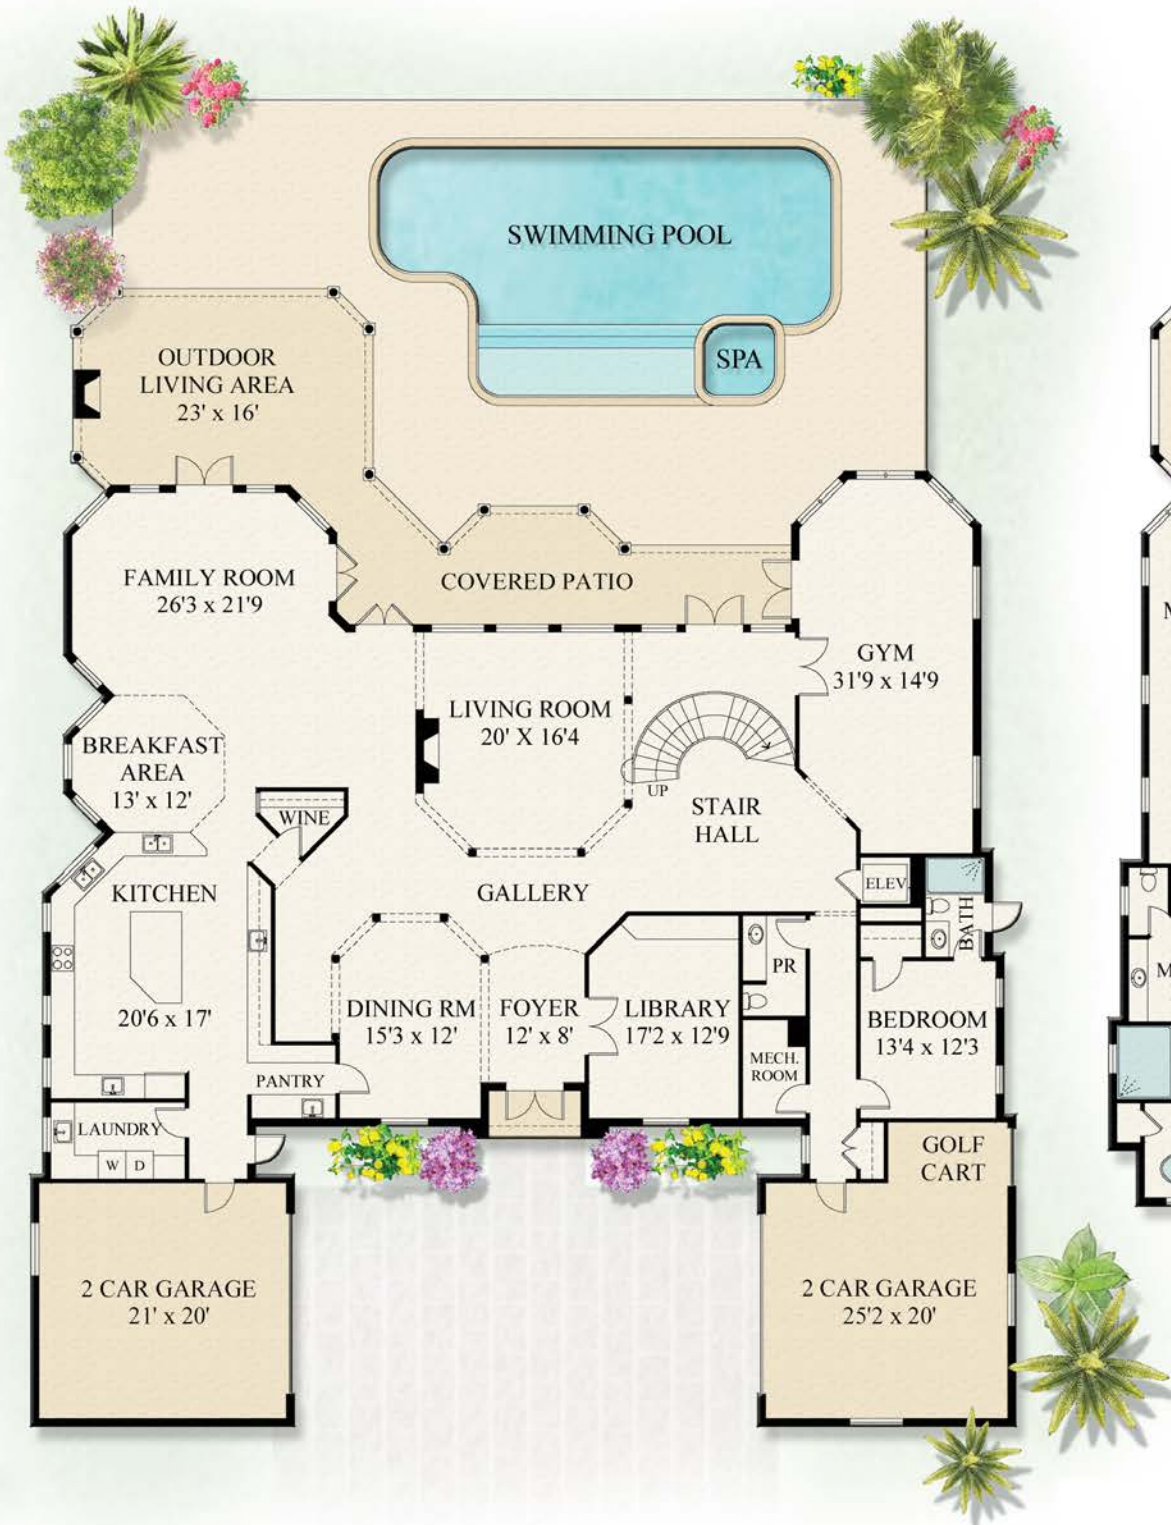 SWIMMING POOL
SPA
OUTDOOR
LIVING AREA
23' x 16'
FAMILY ROOM
26'3 x 21'9
COVERED PATIO
GYM
31'9 x 14'9
LIVING ROOM
20' X 16'4
BREAKFAST
AREA
13' x 12'
UP
STAIR
HALL
WINE
KITCHEN
20'6 x 17'
GALLERY
ELEV.
BATH
DINING RM
15'3 x 12'
FOYER
12' x 8'
LIBRARY
17'2 x 12'9
PR
MECH.
ROOM
BEDROOM
13'4 x 12'3
PANTRY
LAUNDRY
W D
GOLF
CART
2 CAR GARAGE
21' x 20'
2 CAR GARAGE
25'2 x 20'
M
M